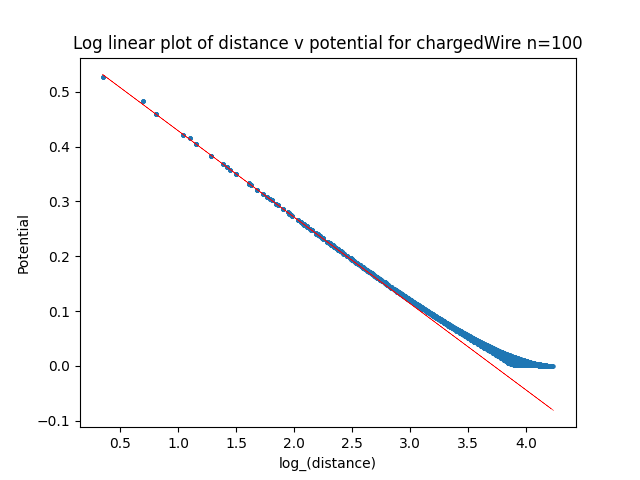 Log linear plot of distance v potential for chargedWire n=100
0.5
0.4
0.3
0.2
0.1
0.0
−0.1
Potential
0.5 1.0 1.5 2.0 2.5 3.0 3.5 4.0
log_(distance)